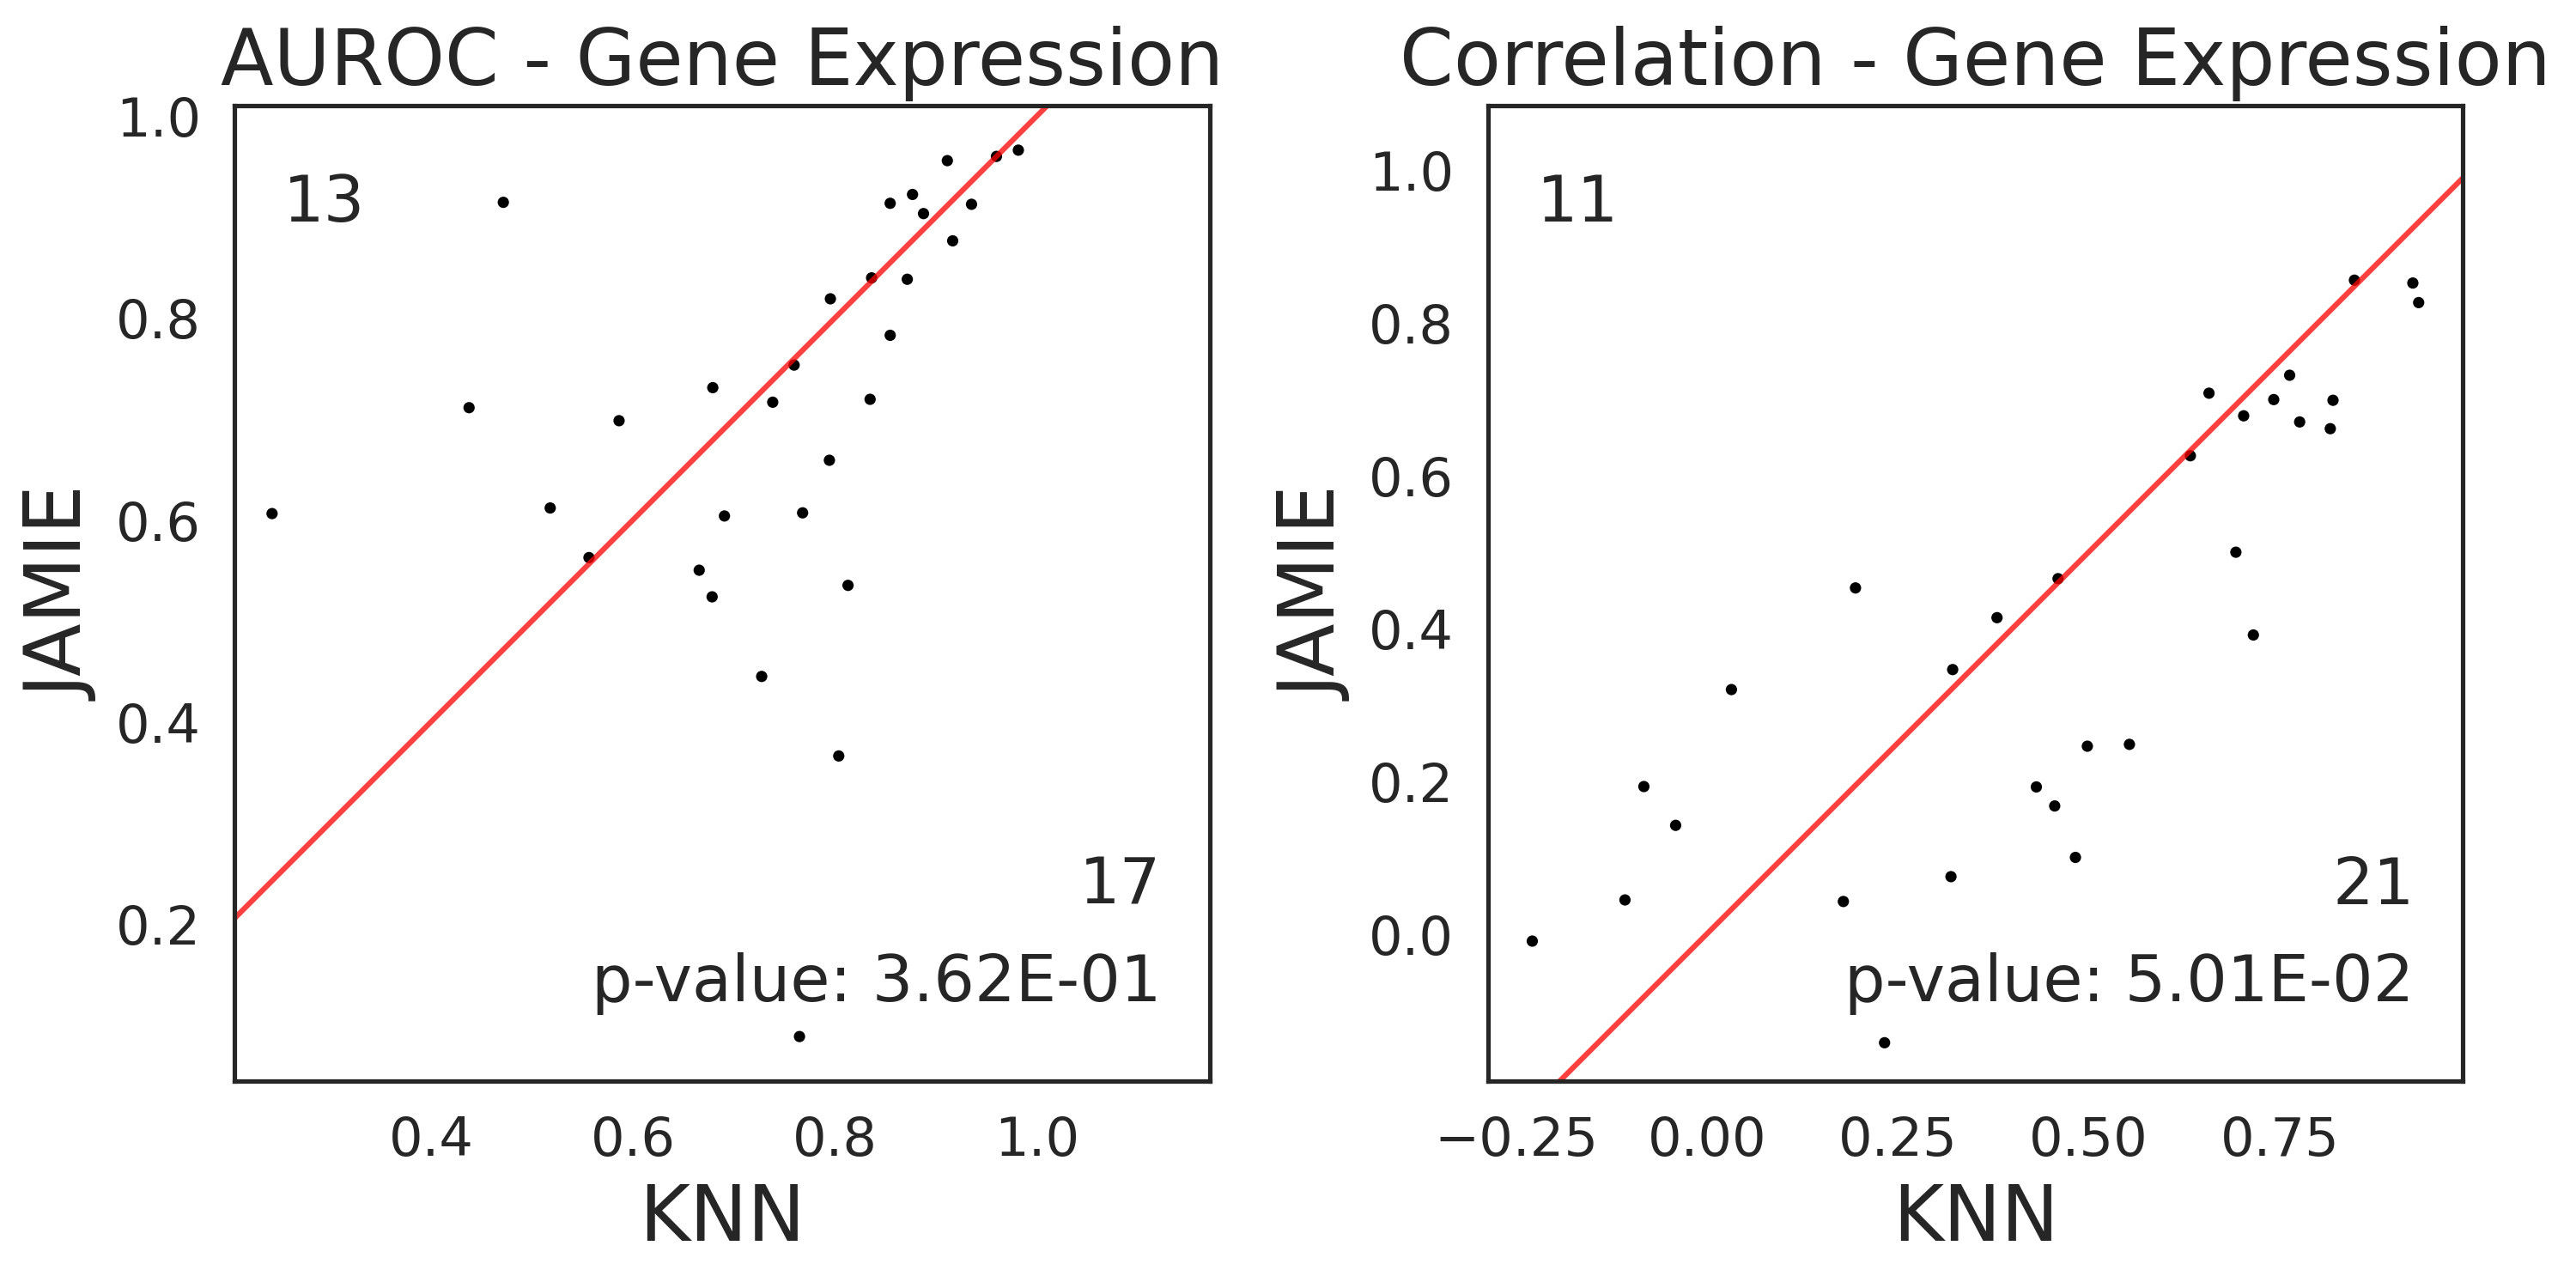 AUROC - Gene Expression
1.0
0.8
0.6
0.4
0.2
JAMIE
13
17
p-value: 3.62E-01
0.4 0.6 0.8 1.0
KNN
Correlation - Gene Expression
1.0
0.8
0.6
0.4
0.2
0.0
JAMIE
11
21
p-value: 5.01E-02
−0.25 0.00 0.25 0.50 0.75
KNN